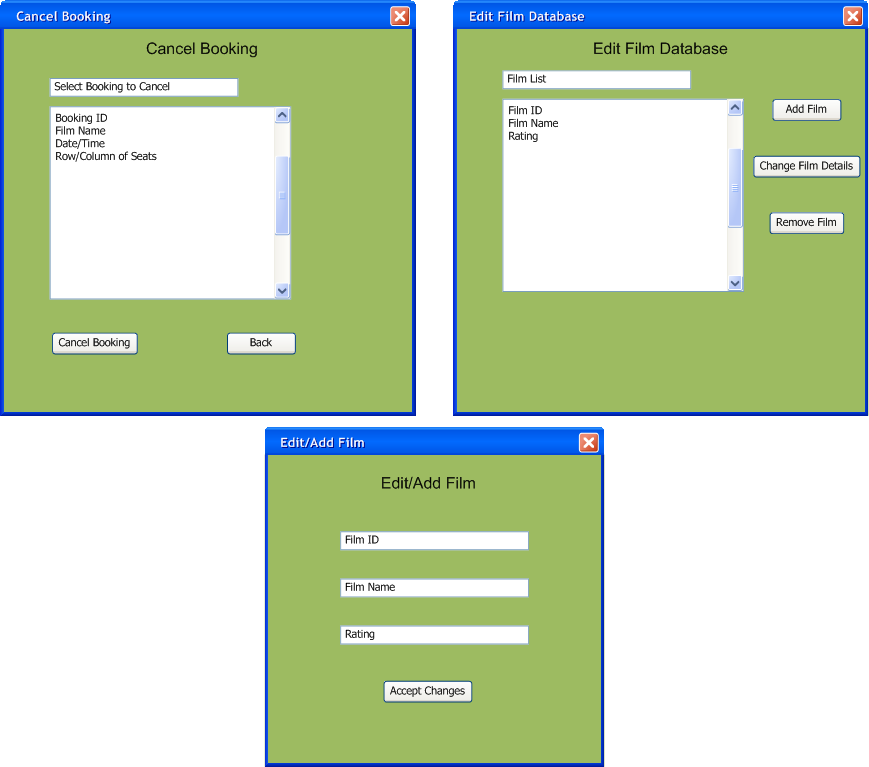 Cancel Booking
Cancel Booking
Select Booking to Cancel
Booking ID
Film Name
Date/Time
Row/Column of Seats
Cancel Booking
Back
Edit Film Database
Edit Film Database
Film List
Film ID
Film Name
Rating
Add Film
Change Film Details
Remove Film
Edit/Add Film
Edit/Add Film
Film ID
Film Name
Rating
Accept Changes